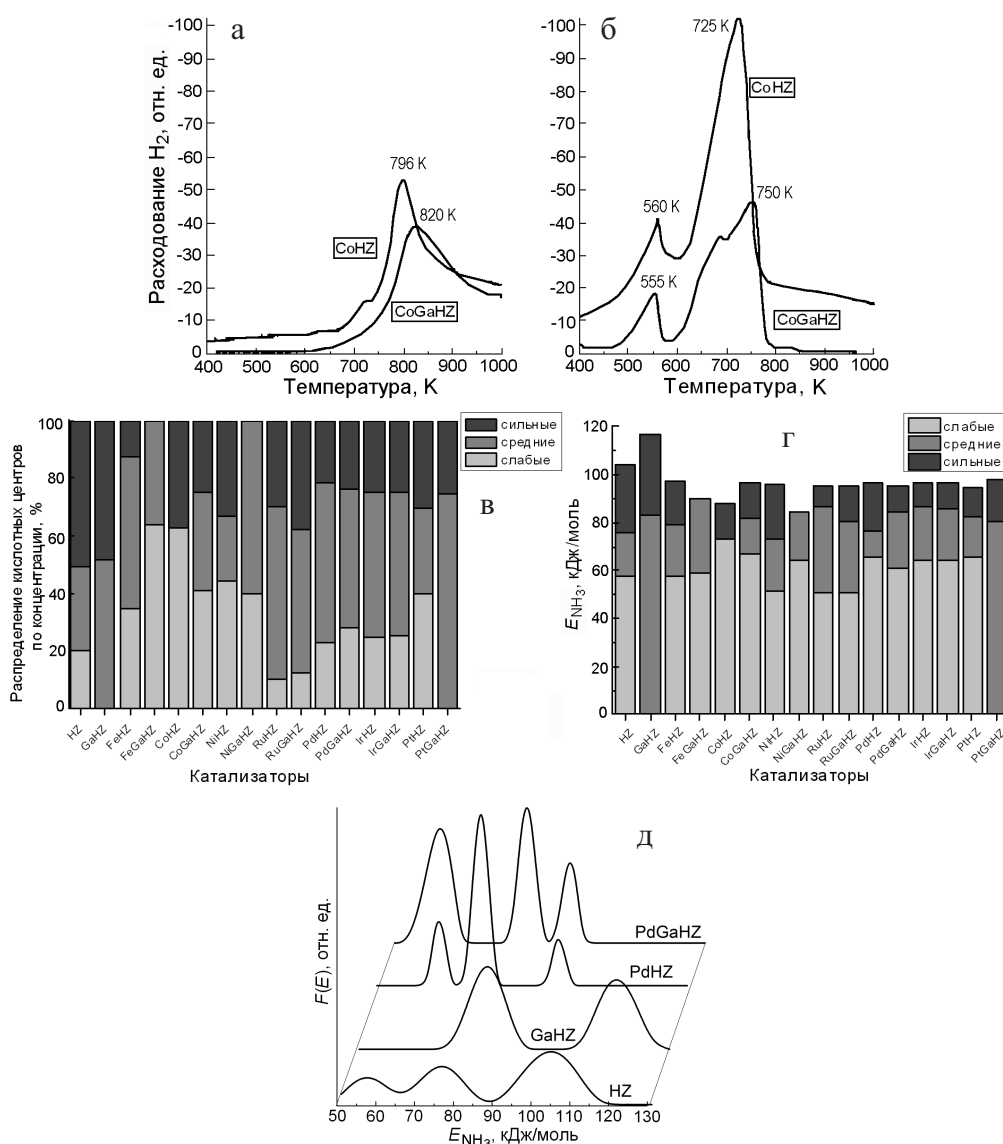 а
Расходование H₂, отн. ед.
-100
-90
-80
-70
-60
-50
-40
-30
-20
-10
0
796 K
820 K
CoHZ
CoGaHZ
400 500 600 700 800 900 1000
Температура, K
б
-100
-90
-80
-70
-60
-50
-40
-30
-20
-10
0
725 K
CoHZ
750 K
560 K
555 K
CoGaHZ
400 500 600 700 800 900 1000
Температура, K
в
Распределение кислотных центров
по концентрации, %
100
80
60
40
20
0
сильные
средние
слабые
HZ GaHZ FeHZ FeGaHZ CoHZ CoGaHZ NiHZ NiGaHZ RuHZ RuGaHZ PdHZ PdGaHZ IrHZ IrGaHZ PtHZ PtGaHZ
Катализаторы
г
E NH₃, кДж/моль
120
100
80
60
40
20
0
слабые
средние
сильные
HZ GaHZ FeHZ FeGaHZ CoHZ CoGaHZ NiHZ NiGaHZ RuHZ RuGaHZ PdHZ PdGaHZ IrHZ IrGaHZ PtHZ PtGaHZ
Катализаторы
д
F(E), отн. ед.
PdGaHZ
PdHZ
GaHZ
HZ
50 60 70 80 90 100 110 120 130
E NH₃, кДж/моль